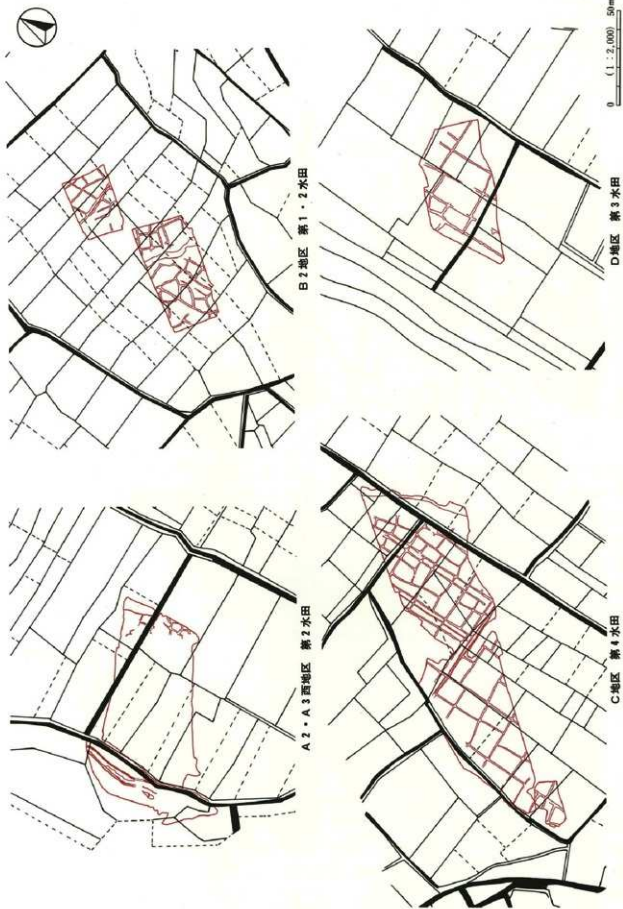 A2・A3西地区 第2水田
B2地区 第1・2水田
C地区 第4水田
D地区 第3水田
0 (1:2,000) 50m